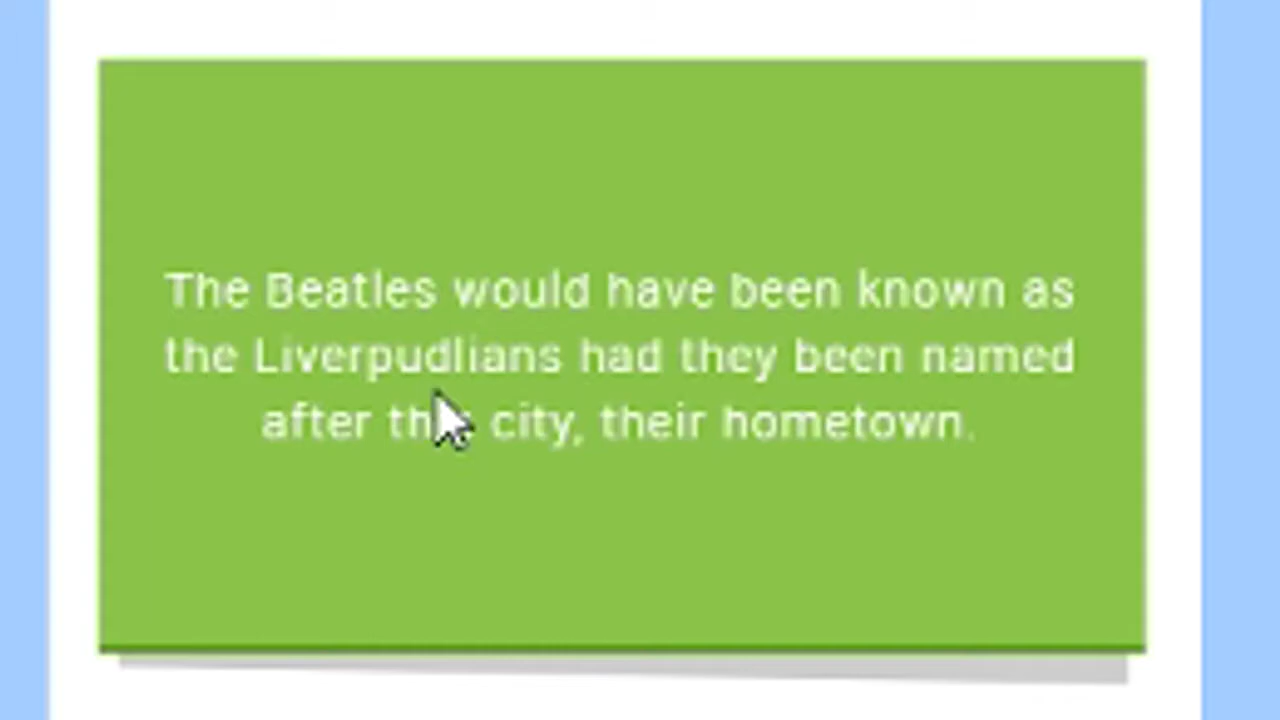 The Beatles would have been known as
the Liverpudlians had they been named
after city, their hometown.